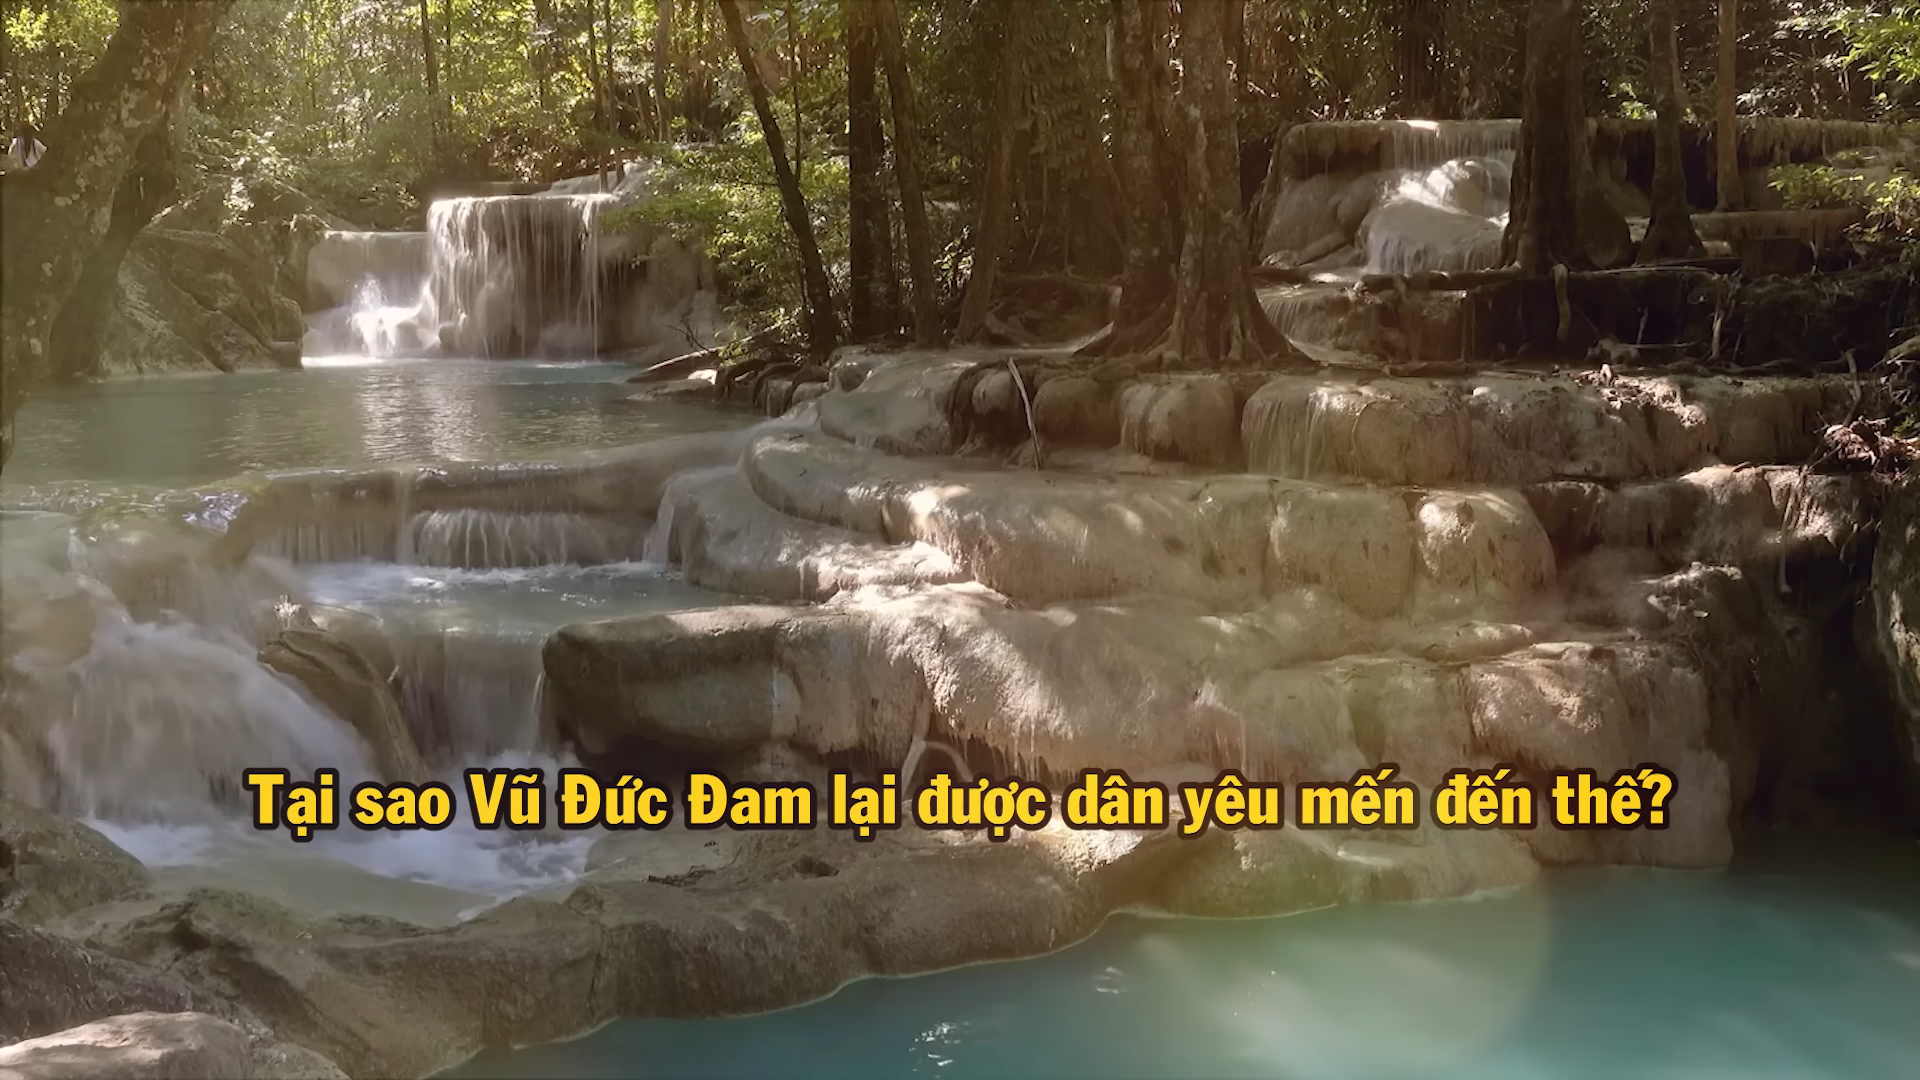 Tại sao Vũ Đức Đam lại được dân yêu mến đến thế?